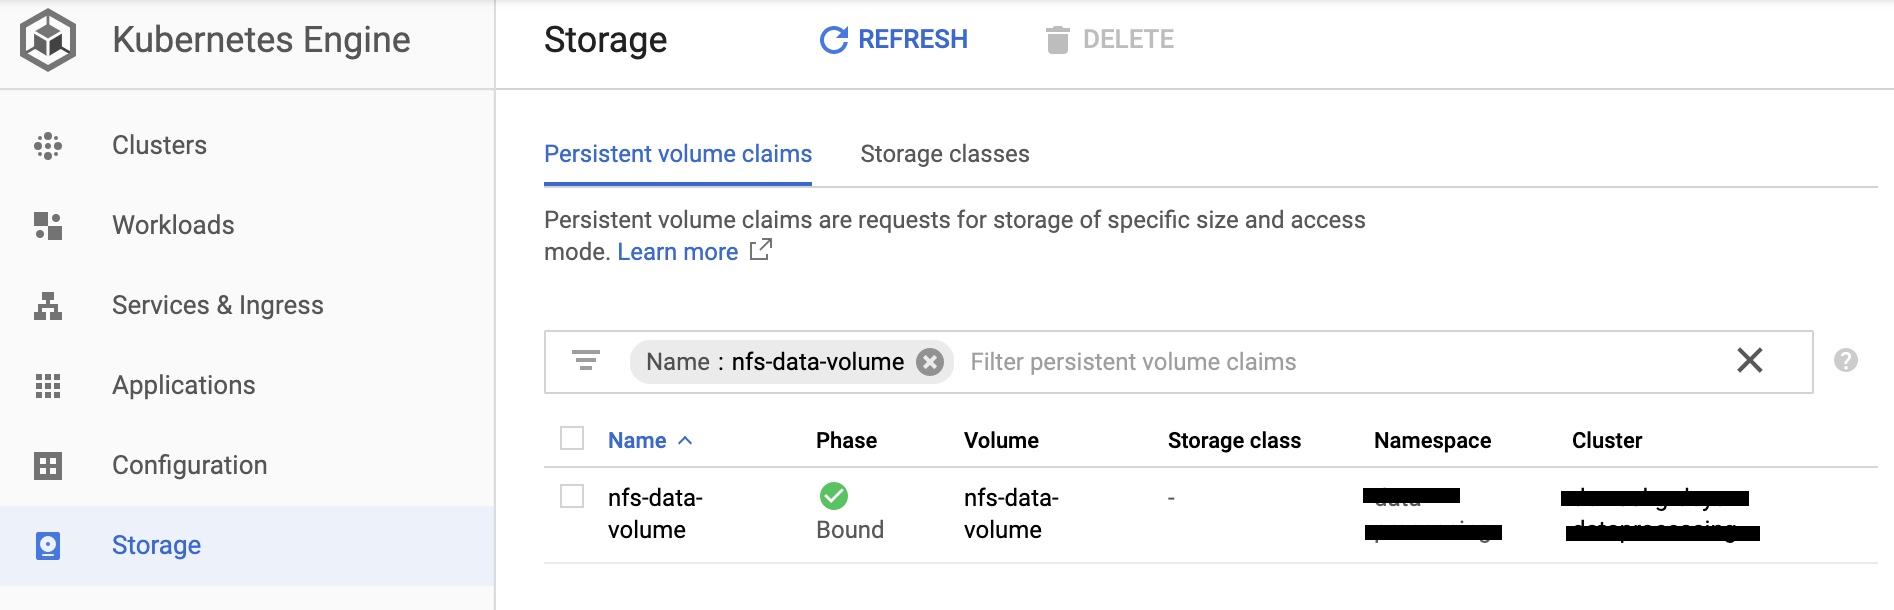 Kubernetes Engine
Storage
REFRESH
DELETE
Clusters
Workloads
Services & Ingress
Applications
Configuration
Storage
Persistent volume claims
Storage classes
Persistent volume claims are requests for storage of specific size and access
mode. Learn more
Name : nfs-data-volume
Filter persistent volume claims
Name
Phase
Volume
Storage class
Namespace
Cluster
nfs-data-
volume
Bound
nfs-data-
volume
-